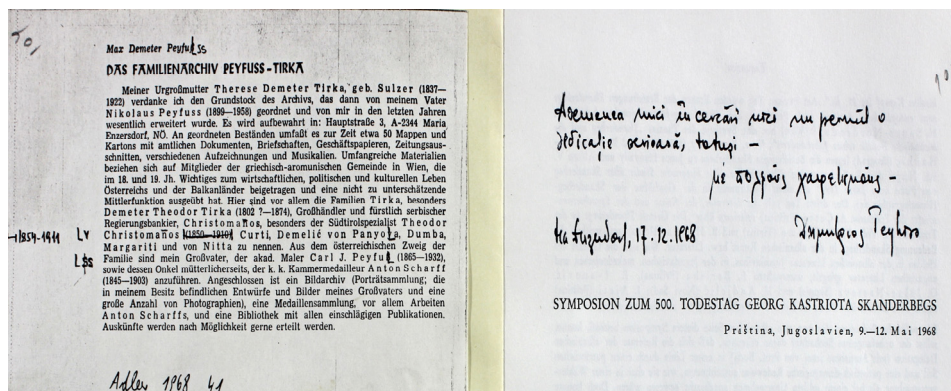 Max Demeter Peyfuss
DAS FAMILIENARCHIV PEYFUSS-TIRKA
Meiner Urgroßmutter Therese Demeter Tirka, geb. Sulzer (1837—
1922) verdanke ich den Grundstock des Archivs, das dann von meinem Vater
Nikolaus Peyfuss (1899—1958) geordnet und von mir in den letzten Jahren
wesentlich erweitert wurde. Es wird aufbewahrt in: Hauptstraße 3, A-2344 Maria
Enzersdorf, NÖ. An geordneten Beständen umfaßt es zur Zeit etwa 50 Mappen und
Kartons mit amtlichen Dokumenten, Briefschaften, Geschäftspapieren, Zeitungsaus-
schnitten, verschiedenen Aufzeichnungen und Musikalien. Umfangreiche Materialien
beziehen sich auf Mitglieder der griechisch-aromunischen Gemeinde in Wien, die
im 18. und 19. Jh. Wichtiges zum wirtschaftlichen, politischen und kulturellen Leben
Österreichs und der Balkanländer beigetragen und eine nicht zu unterschätzende
Mittlerfunktion ausgeübt hat. Hier sind vor allem die Familien Tirka, besonders
Demeter Theodor Tirka (1802 ?—1874), Großhändler und fürstlich serbischer
Regierungsbankier, Christomanos, besonders der Südtirolspezialist Theodor
1854-1911 Christomanos (1850—1910) Curti, Demelić von Panyova, Dumba,
Margariti und von Nitta zu nennen. Aus dem österreichischen Zweig der
Familie sind mein Großvater, der akad. Maler Carl J. Peyfuss (1865—1932),
sowie dessen Onkel mütterlicherseits, der k. k. Kammermedailleur Anton Scharff
(1845—1903) anzuführen. Angeschlossen ist ein Bildarchiv (Porträtsammlung; die
in meinem Besitz befindlichen Entwürfe und Bilder meines Großvaters und eine
große Anzahl von Photographien), eine Medaillensammlung, vor allem Arbeiten
Anton Scharffs, und eine Bibliothek mit allen einschlägigen Publikationen.
Auskünfte werden nach Möglichkeit gerne erteilt werden.
Adler 1968 41
Asemenea mici încercări nici nu permit o
dedicație serioasă, totuși —
με πολλούς χαιρετισμούς —
Ma Enzersdorf, 17.12.1968
SYMPOSION ZUM 500. TODESTAG GEORG KASTRIOTA SKANDERBEGS
Priština, Jugoslavien, 9.—12. Mai 1968